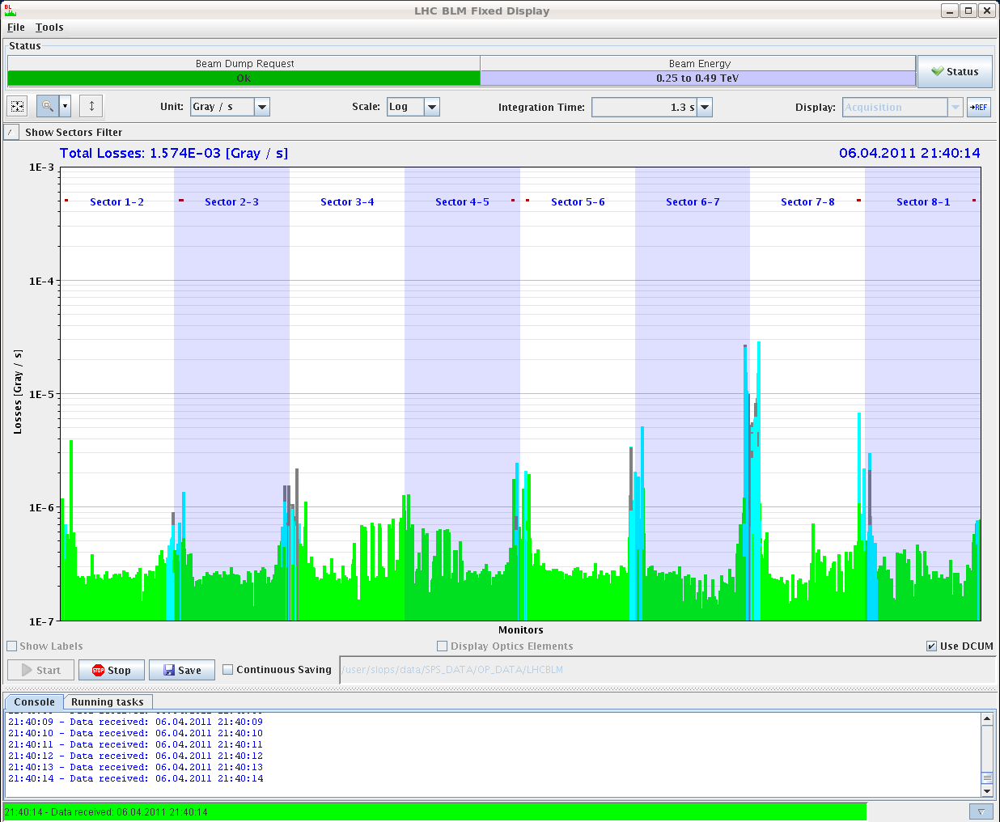 BL
LHC BLM Fixed Display
File Tools
Status
Beam Dump Request Beam Energy
Ok 0.25 to 0.49 TeV
Status
Unit: Gray / s Scale: Log Integration Time: 1.3 s Display: Acquisition REF
Show Sectors Filter
Total Losses: 1.574E-03 [Gray / s] 06.04.2011 21:40:14
1E-3
Sector 1-2 Sector 2-3 Sector 3-4 Sector 4-5 Sector 5-6 Sector 6-7 Sector 7-8 Sector 8-1
1E-4
1E-5
1E-6
1E-7
Losses [Gray / s]
Monitors
Show Labels Display Optics Elements Use DCUM
Start STOP Stop Save Continuous Saving /user/slops/data/SPS_DATA/OP_DATA/LHCBLM
Console Running tasks
21:40:09 - Data received: 06.04.2011 21:40:09
21:40:10 - Data received: 06.04.2011 21:40:10
21:40:11 - Data received: 06.04.2011 21:40:11
21:40:12 - Data received: 06.04.2011 21:40:12
21:40:13 - Data received: 06.04.2011 21:40:13
21:40:14 - Data received: 06.04.2011 21:40:14
21:40:14 - Data received: 06.04.2011 21:40:14